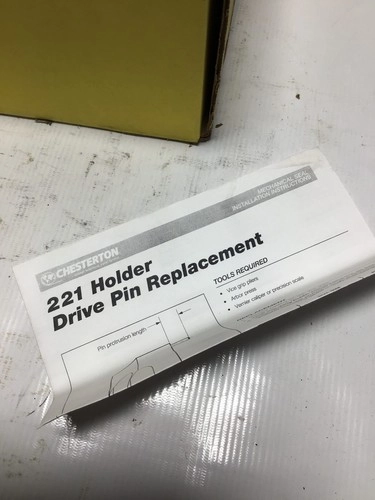 MECHANICAL SEAL
INSTALLATION INSTRUCTIONS
CHESTERTON
221 Holder
Drive Pin Replacement
TOOLS REQUIRED
• Vice grip pliers
• Arbor press
• Vernier caliper or precision scale
Pin protrusion length